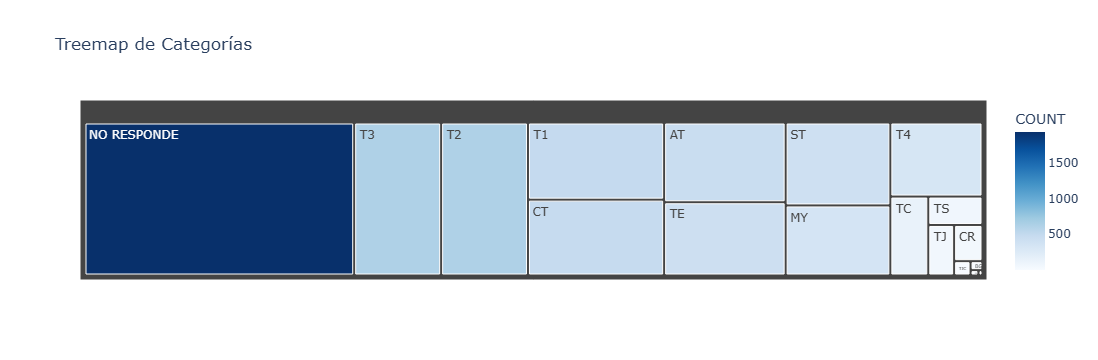 Treemap de Categorías
NO RESPONDE
T3
T2
T1
AT
ST
T4
CT
TE
MY
TC
TS
TJ
CR
COUNT
1500
1000
500